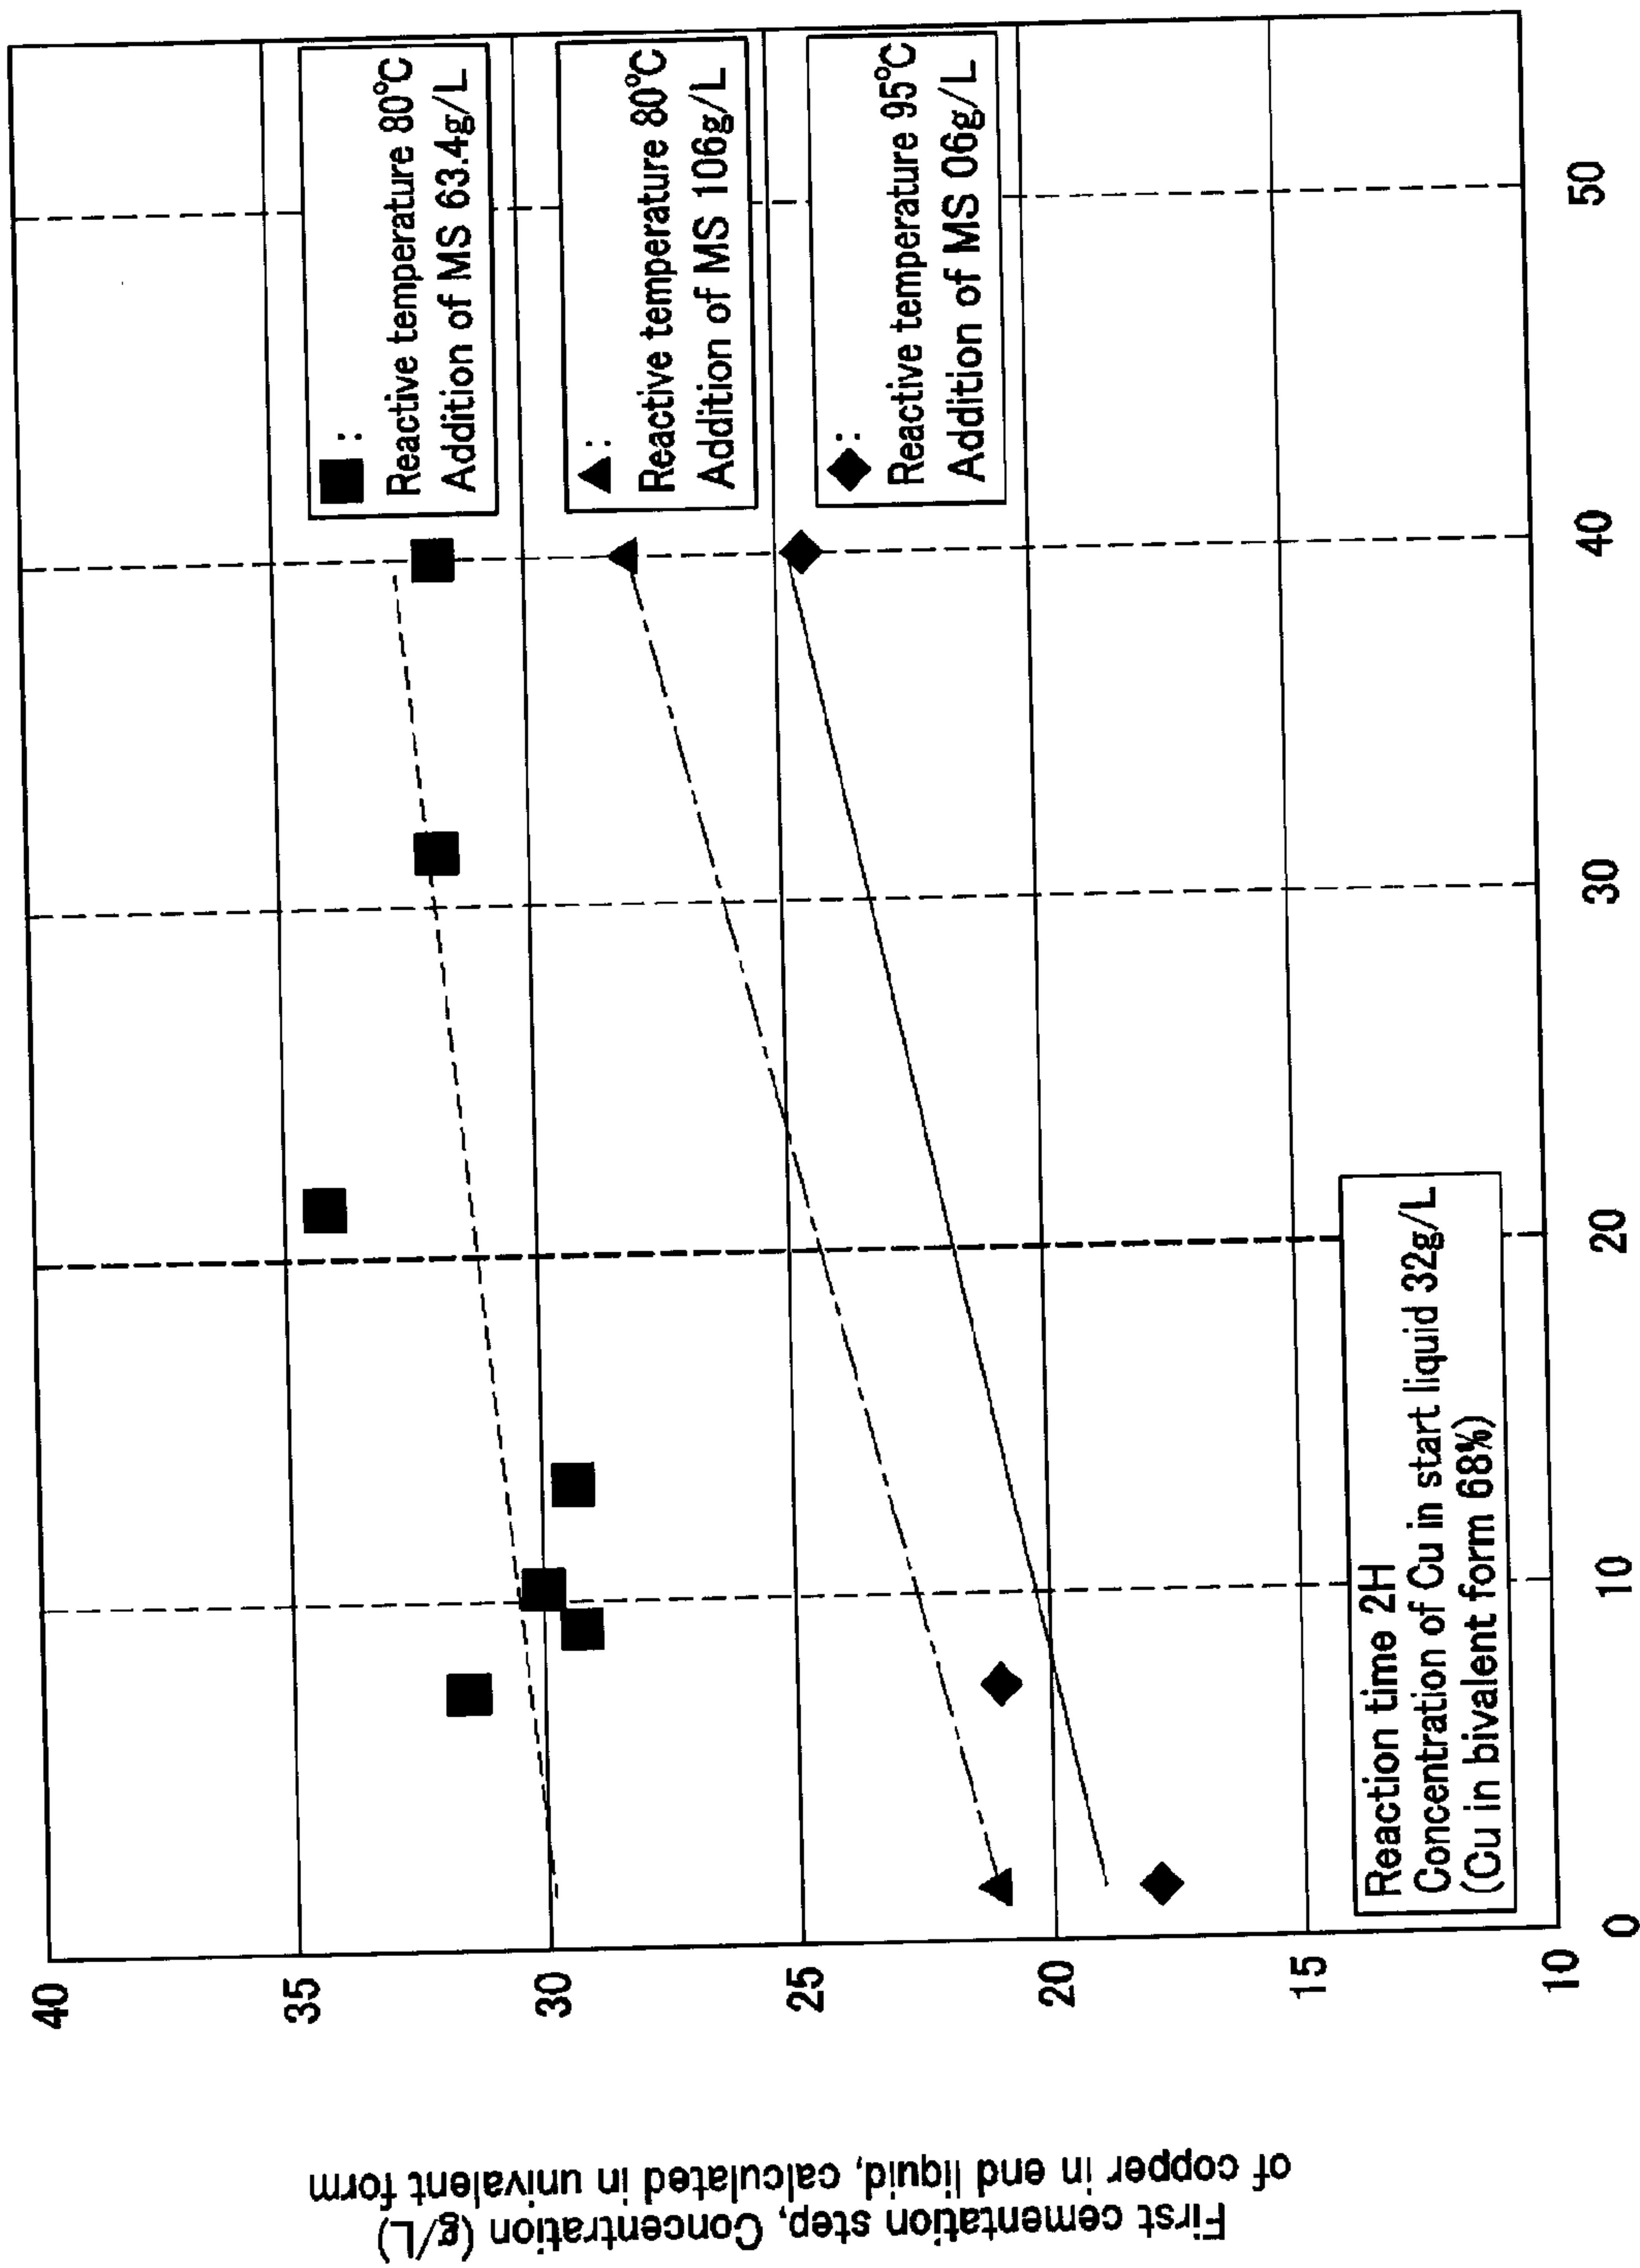 First cementation step, Concentration (g/L)
of copper in end liquid, calculated in univalent form
40
35
30
25
20
15
10
0
10
20
30
40
50
■ :
Reactive temperature 80°C
Addition of MS 63.4g/L
▲ :
Reactive temperature 80°C
Addition of MS 106g/L
◆ :
Reactive temperature 95°C
Addition of MS 06g/L
Reaction time 2H
Concentration of Cu in start liquid 32g/L
(Cu in bivalent form 68%)